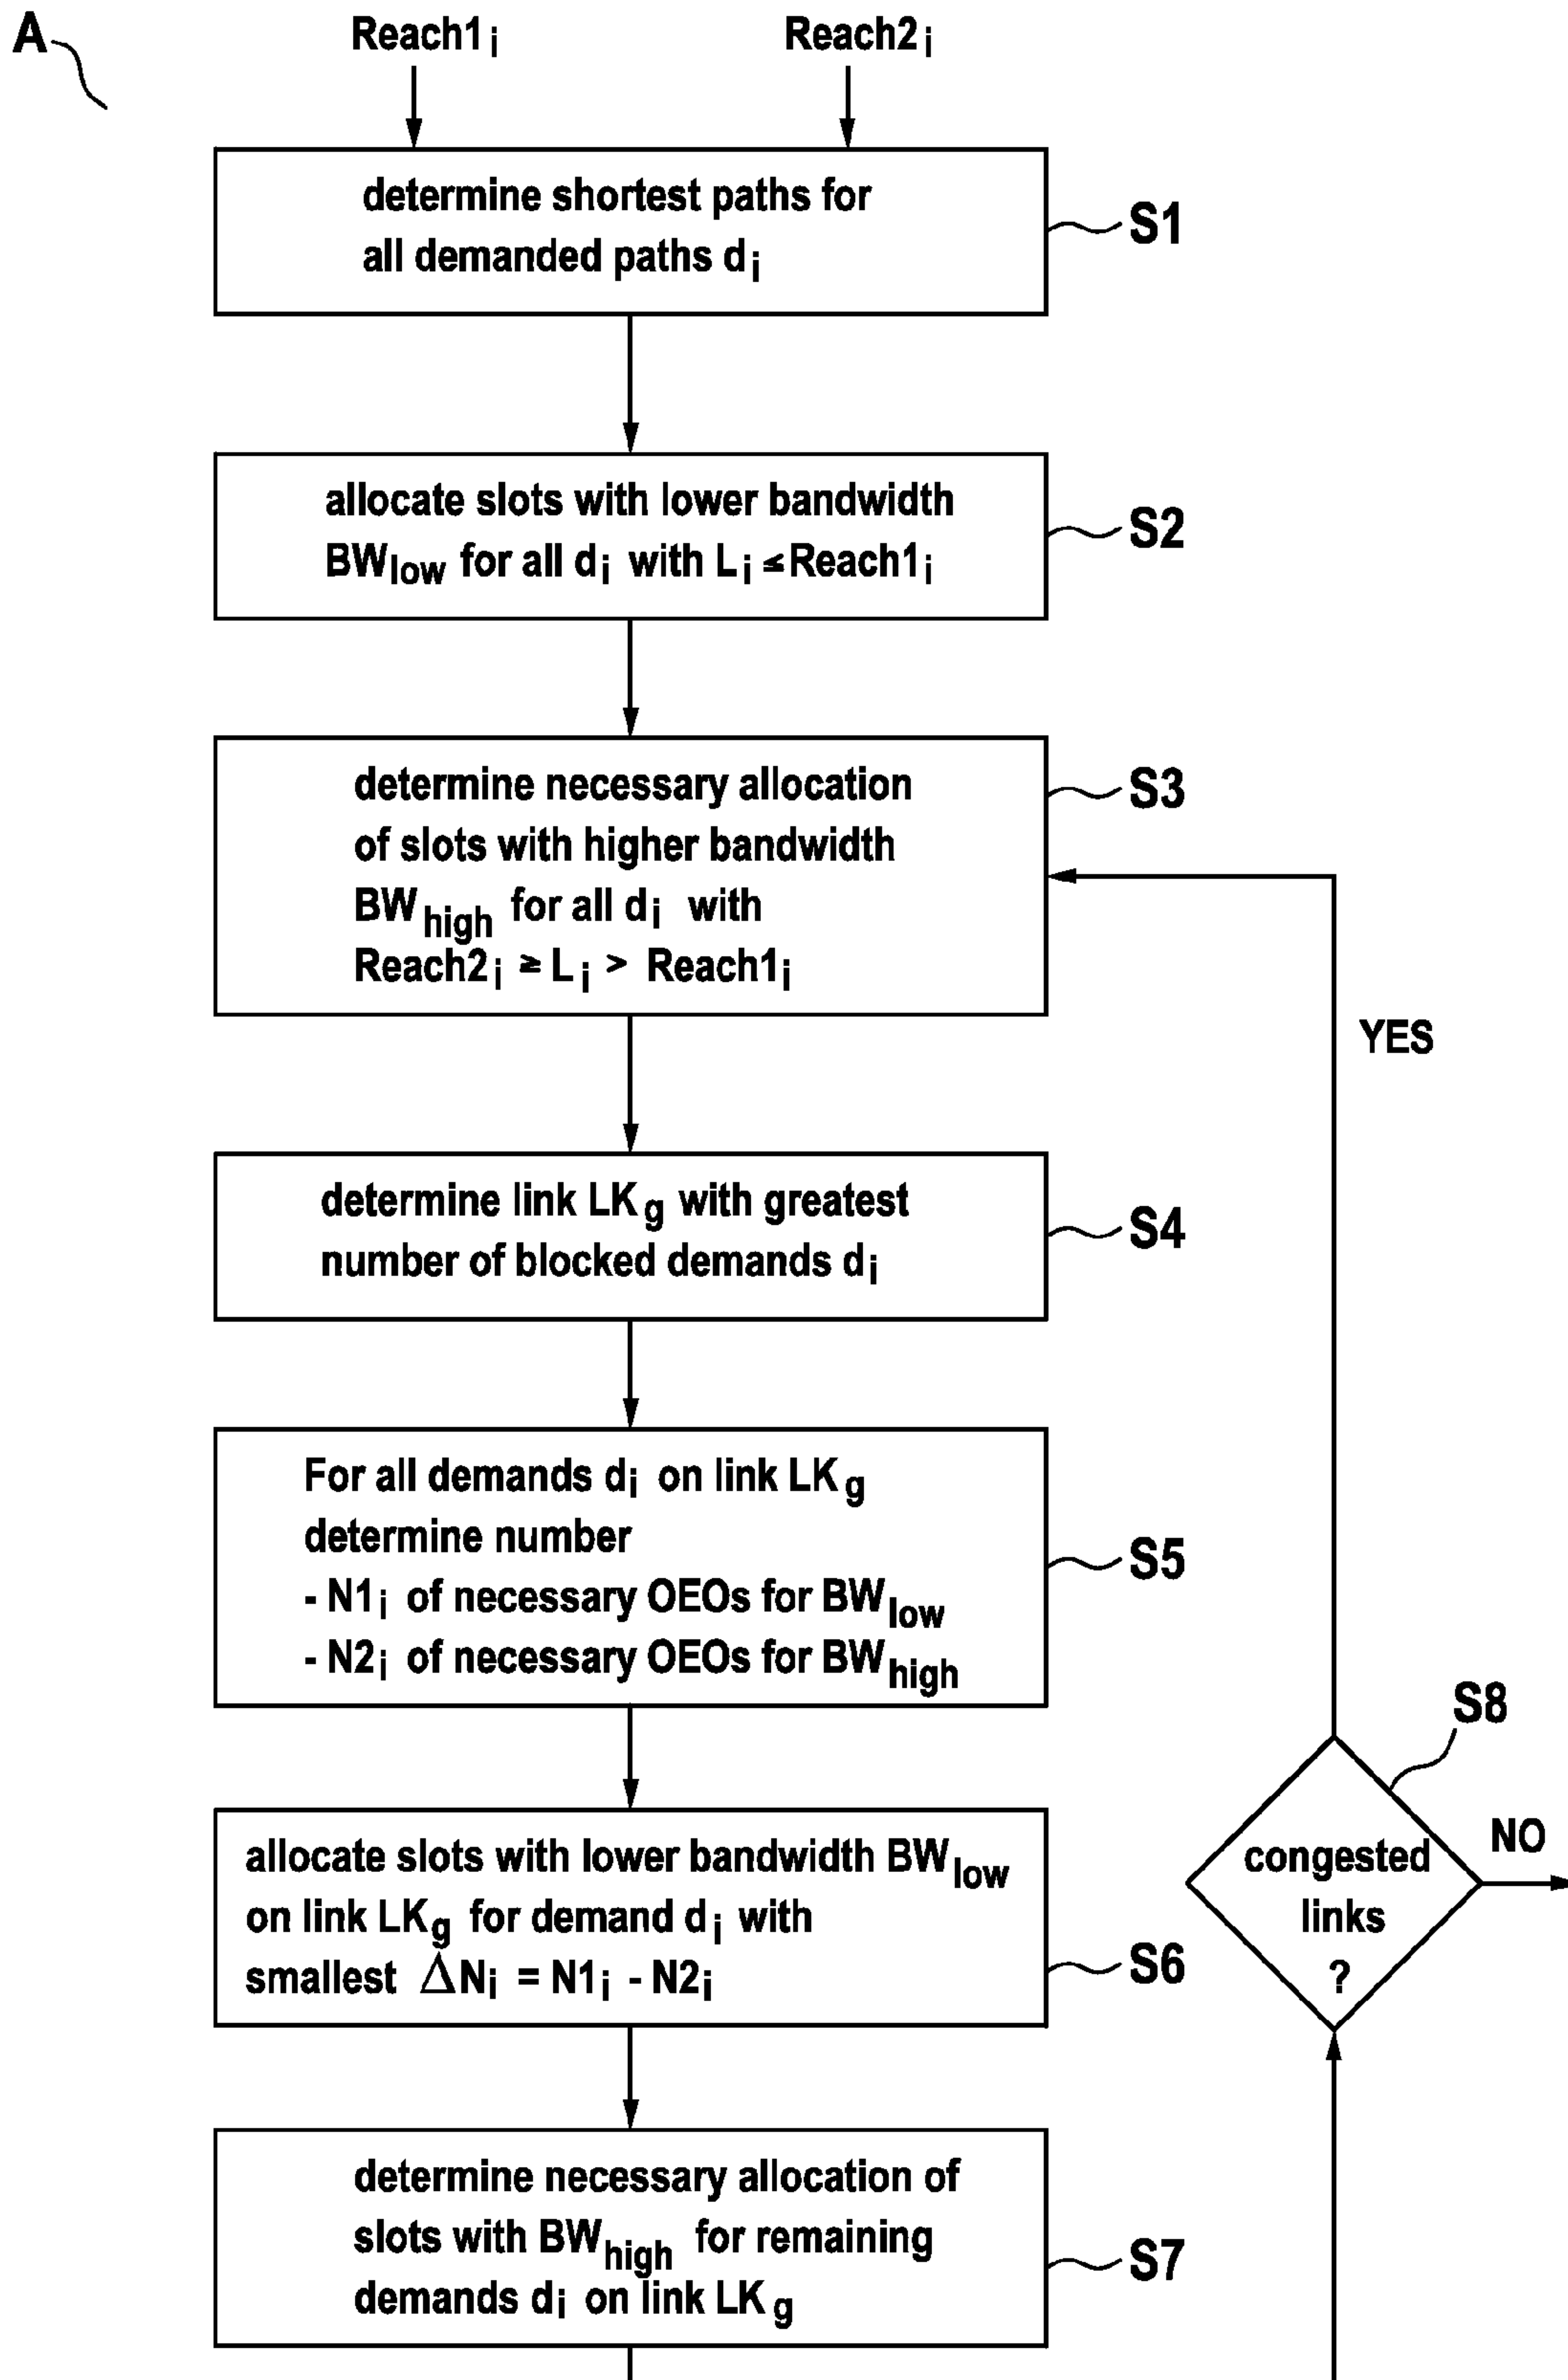 A
Reach1i
Reach2i
determine shortest paths for
all demanded paths di
S1
allocate slots with lower bandwidth
BWlow for all di with Li ≤ Reach1i
S2
determine necessary allocation
of slots with higher bandwidth
BWhigh for all di with
Reach2i ≥ Li > Reach1i
S3
YES
determine link LKg with greatest
number of blocked demands di
S4
For all demands di on link LKg
determine number
- N1i of necessary OEOs for BWlow
- N2i of necessary OEOs for BWhigh
S5
allocate slots with lower bandwidth BWlow
on link LKg for demand di with
smallest ΔNi = N1i - N2i
S6
S8
congested
links
?
NO
determine necessary allocation of
slots with BWhigh for remaining
demands di on link LKg
S7